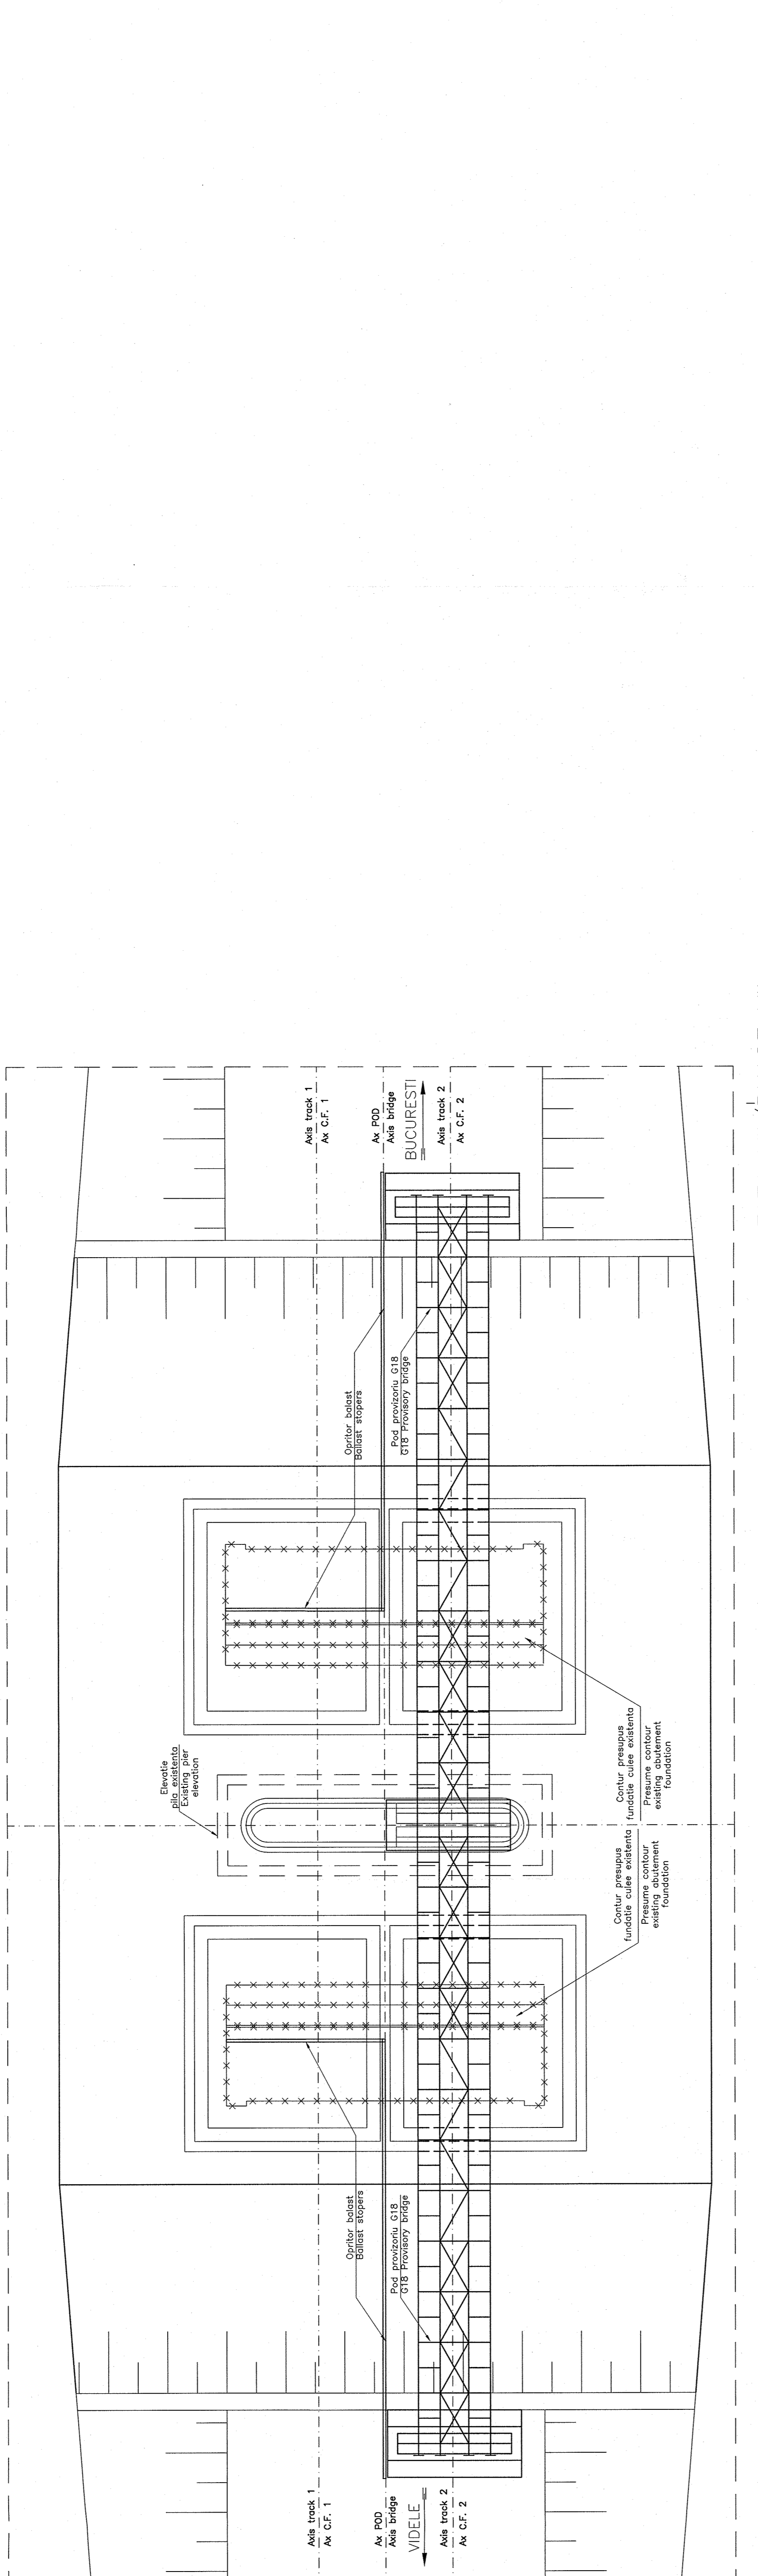 Axis track 1
Ax C.F. 1
Ax POD
Axis bridge
BUCURESTI
Axis track 2
Ax C.F. 2
Opritor balast
Ballast stopers
Pod provizoriu G18
G18 Provisory bridge
Elevatie
pila existenta
Existing pier
elevation
Contur presupus
fundatie culee existenta
Presume contour
existing abutement
foundation
Contur presupus
fundatie culee existenta
Presume contour
existing abutement
foundation
Opritor balast
Ballast stopers
Pod provizoriu G18
G18 Provisory bridge
Axis track 1
Ax C.F. 1
Ax POD
Axis bridge
VIDELE
Axis track 2
Ax C.F. 2